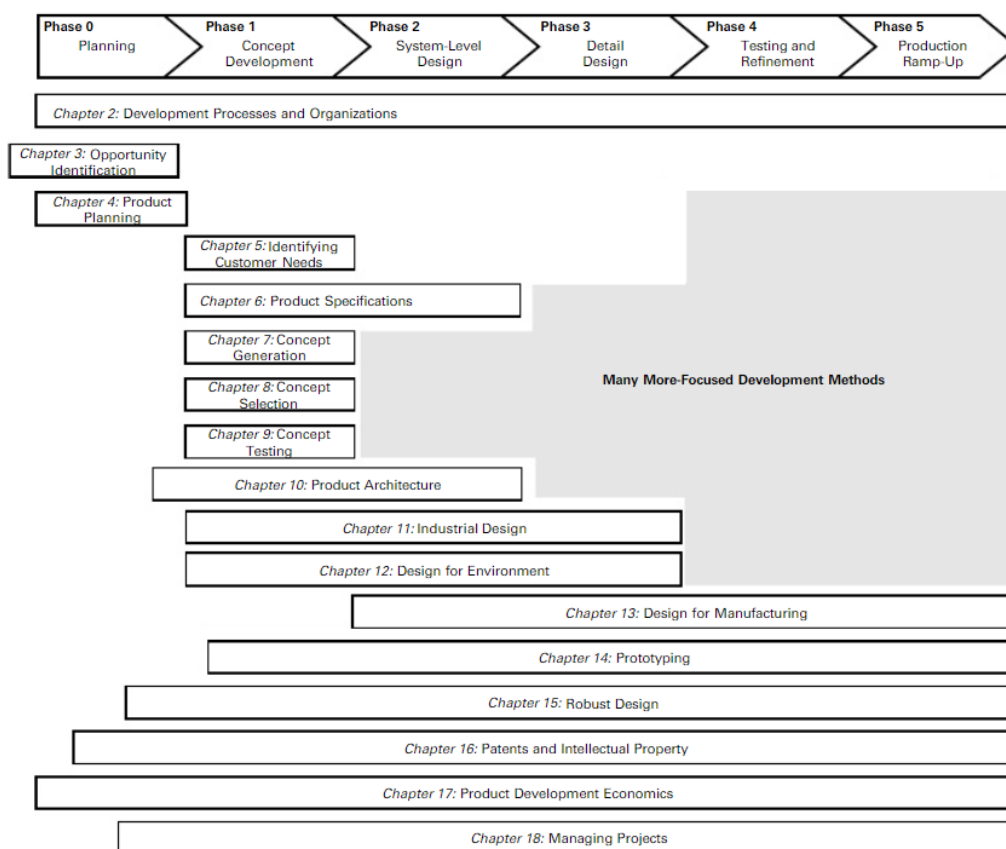 Phase 0
Planning
Phase 1
Concept
Development
Phase 2
System-Level
Design
Phase 3
Detail
Design
Phase 4
Testing and
Refinement
Phase 5
Production
Ramp-Up
Chapter 2: Development Processes and Organizations
Chapter 3: Opportunity
Identification
Chapter 4: Product
Planning
Chapter 5: Identifying
Customer Needs
Chapter 6: Product Specifications
Chapter 7: Concept
Generation
Chapter 8: Concept
Selection
Chapter 9: Concept
Testing
Many More-Focused Development Methods
Chapter 10: Product Architecture
Chapter 11: Industrial Design
Chapter 12: Design for Environment
Chapter 13: Design for Manufacturing
Chapter 14: Prototyping
Chapter 15: Robust Design
Chapter 16: Patents and Intellectual Property
Chapter 17: Product Development Economics
Chapter 18: Managing Projects